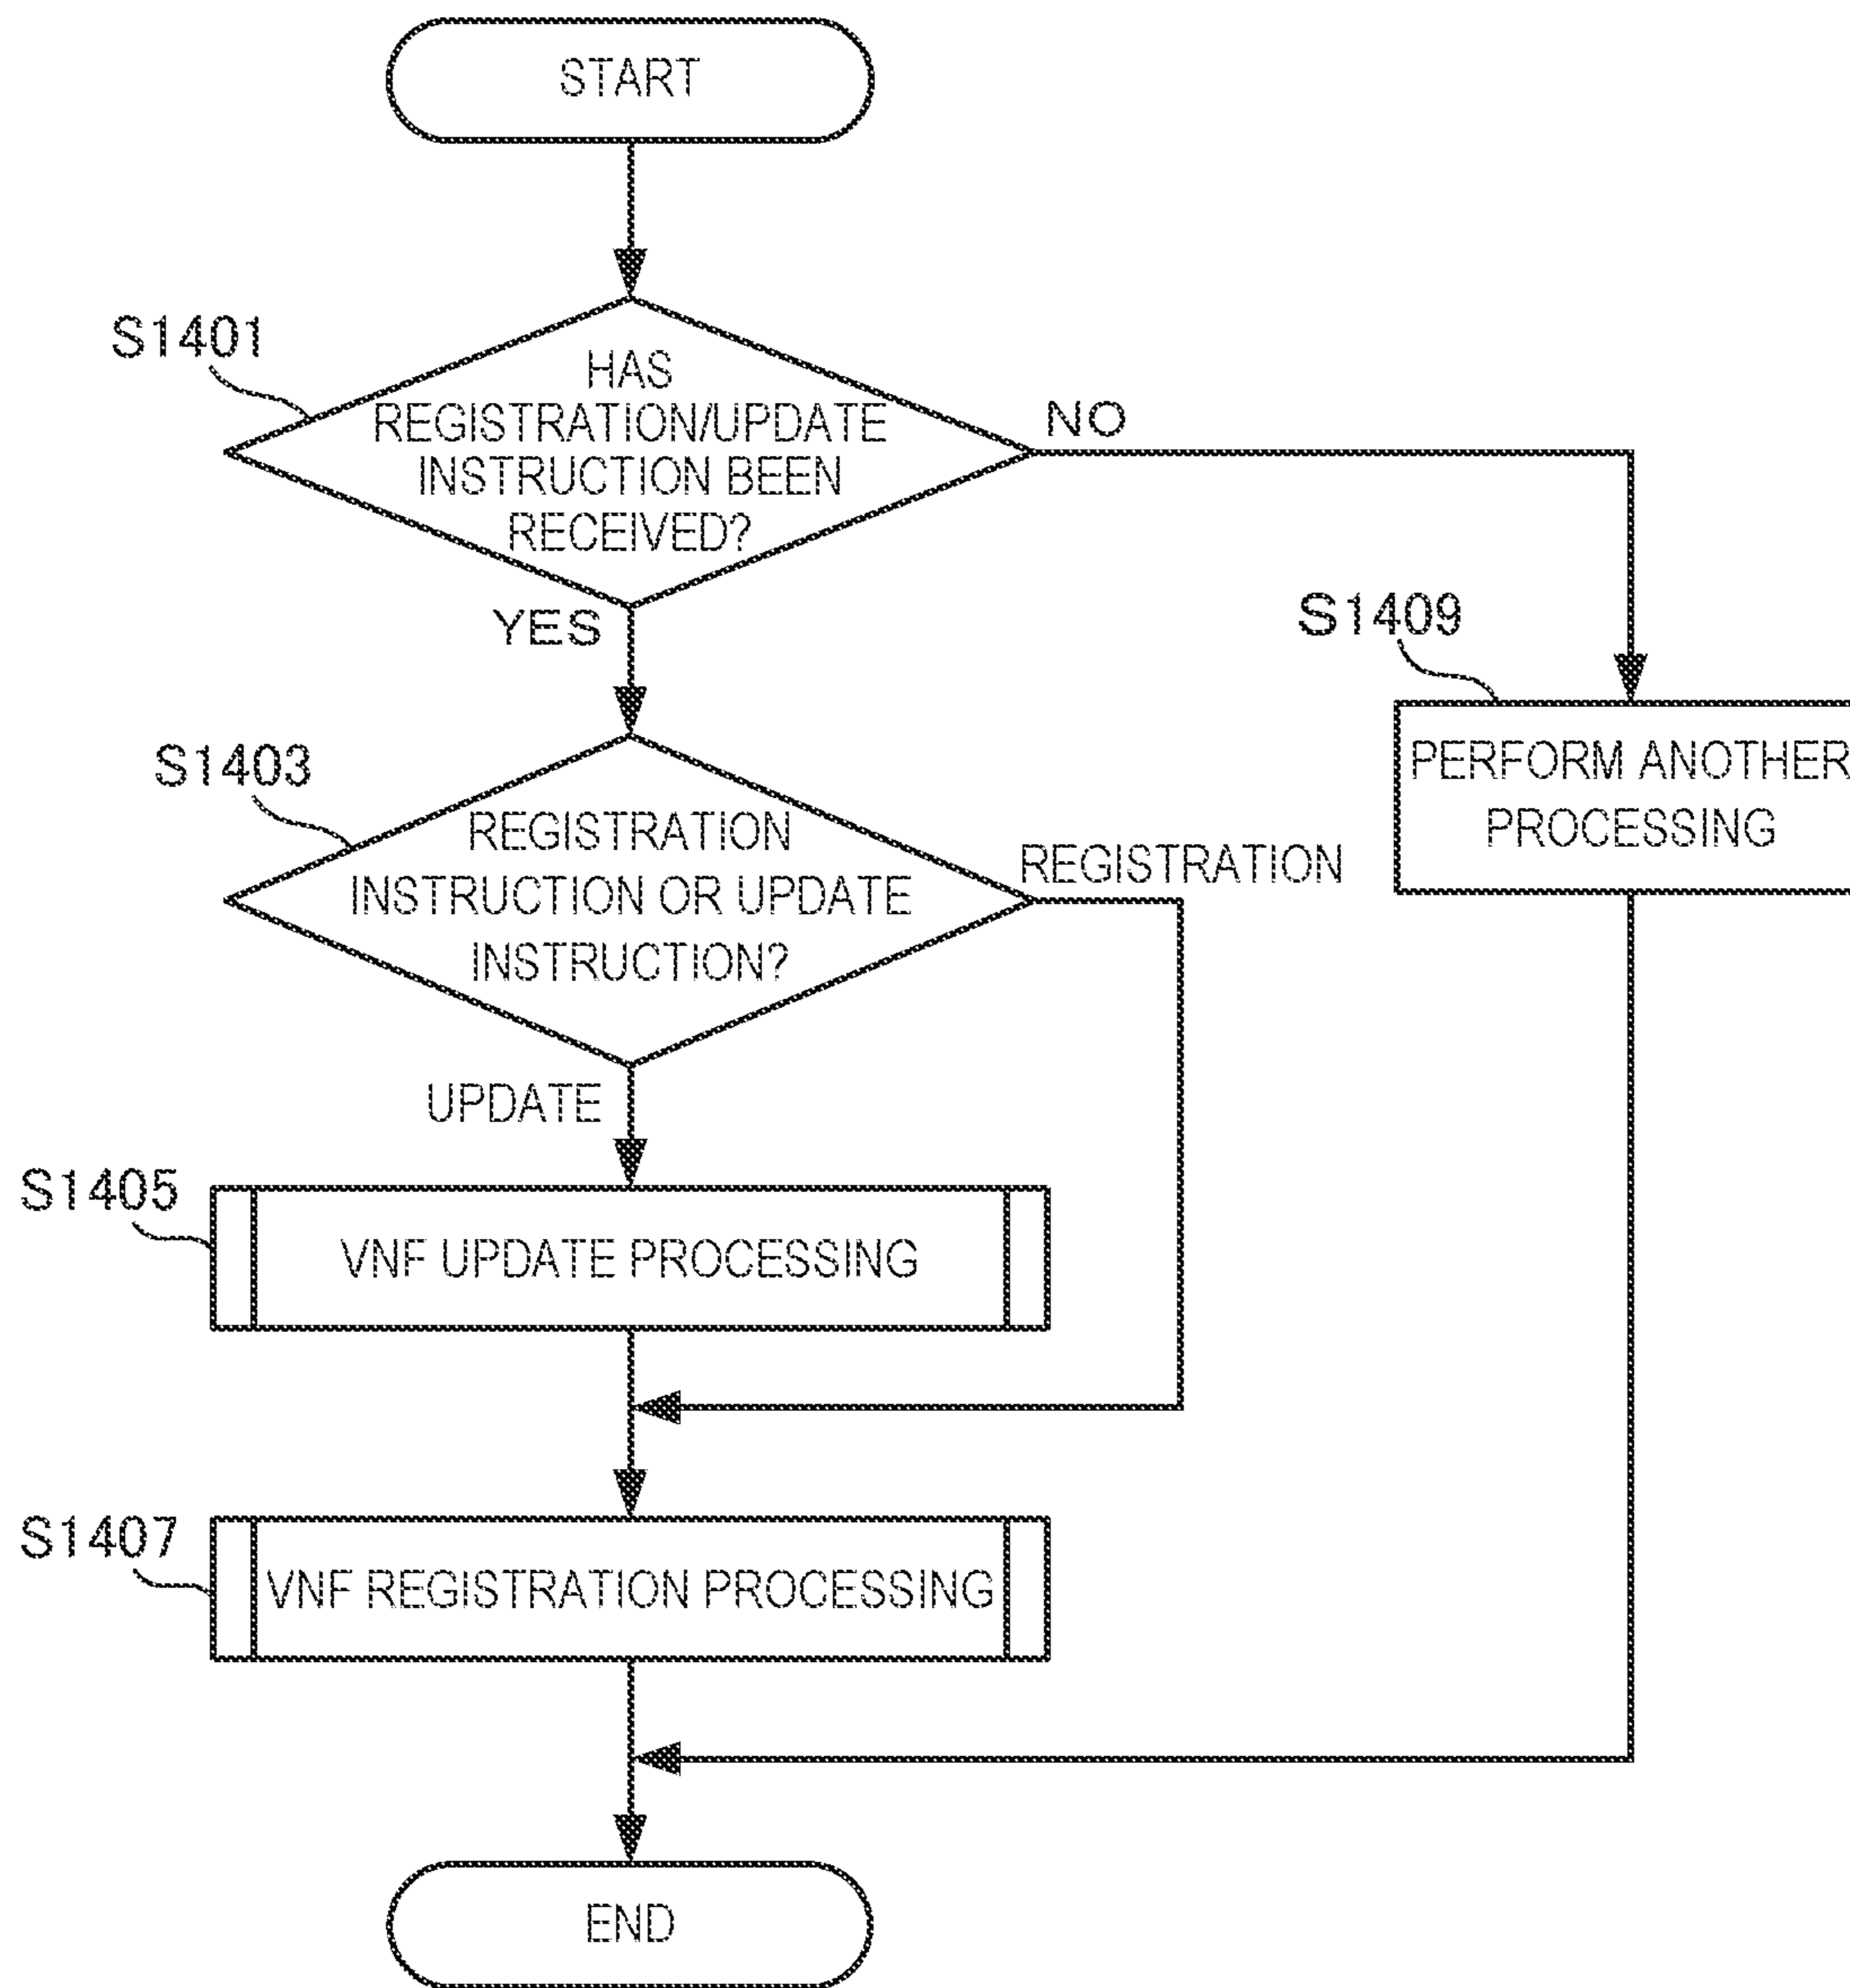 START
S1401
HAS
REGISTRATION/UPDATE
INSTRUCTION BEEN
RECEIVED?
NO
YES
S1409
PERFORM ANOTHER
PROCESSING
S1403
REGISTRATION
INSTRUCTION OR UPDATE
INSTRUCTION?
REGISTRATION
UPDATE
S1405
VNF UPDATE PROCESSING
S1407
VNF REGISTRATION PROCESSING
END